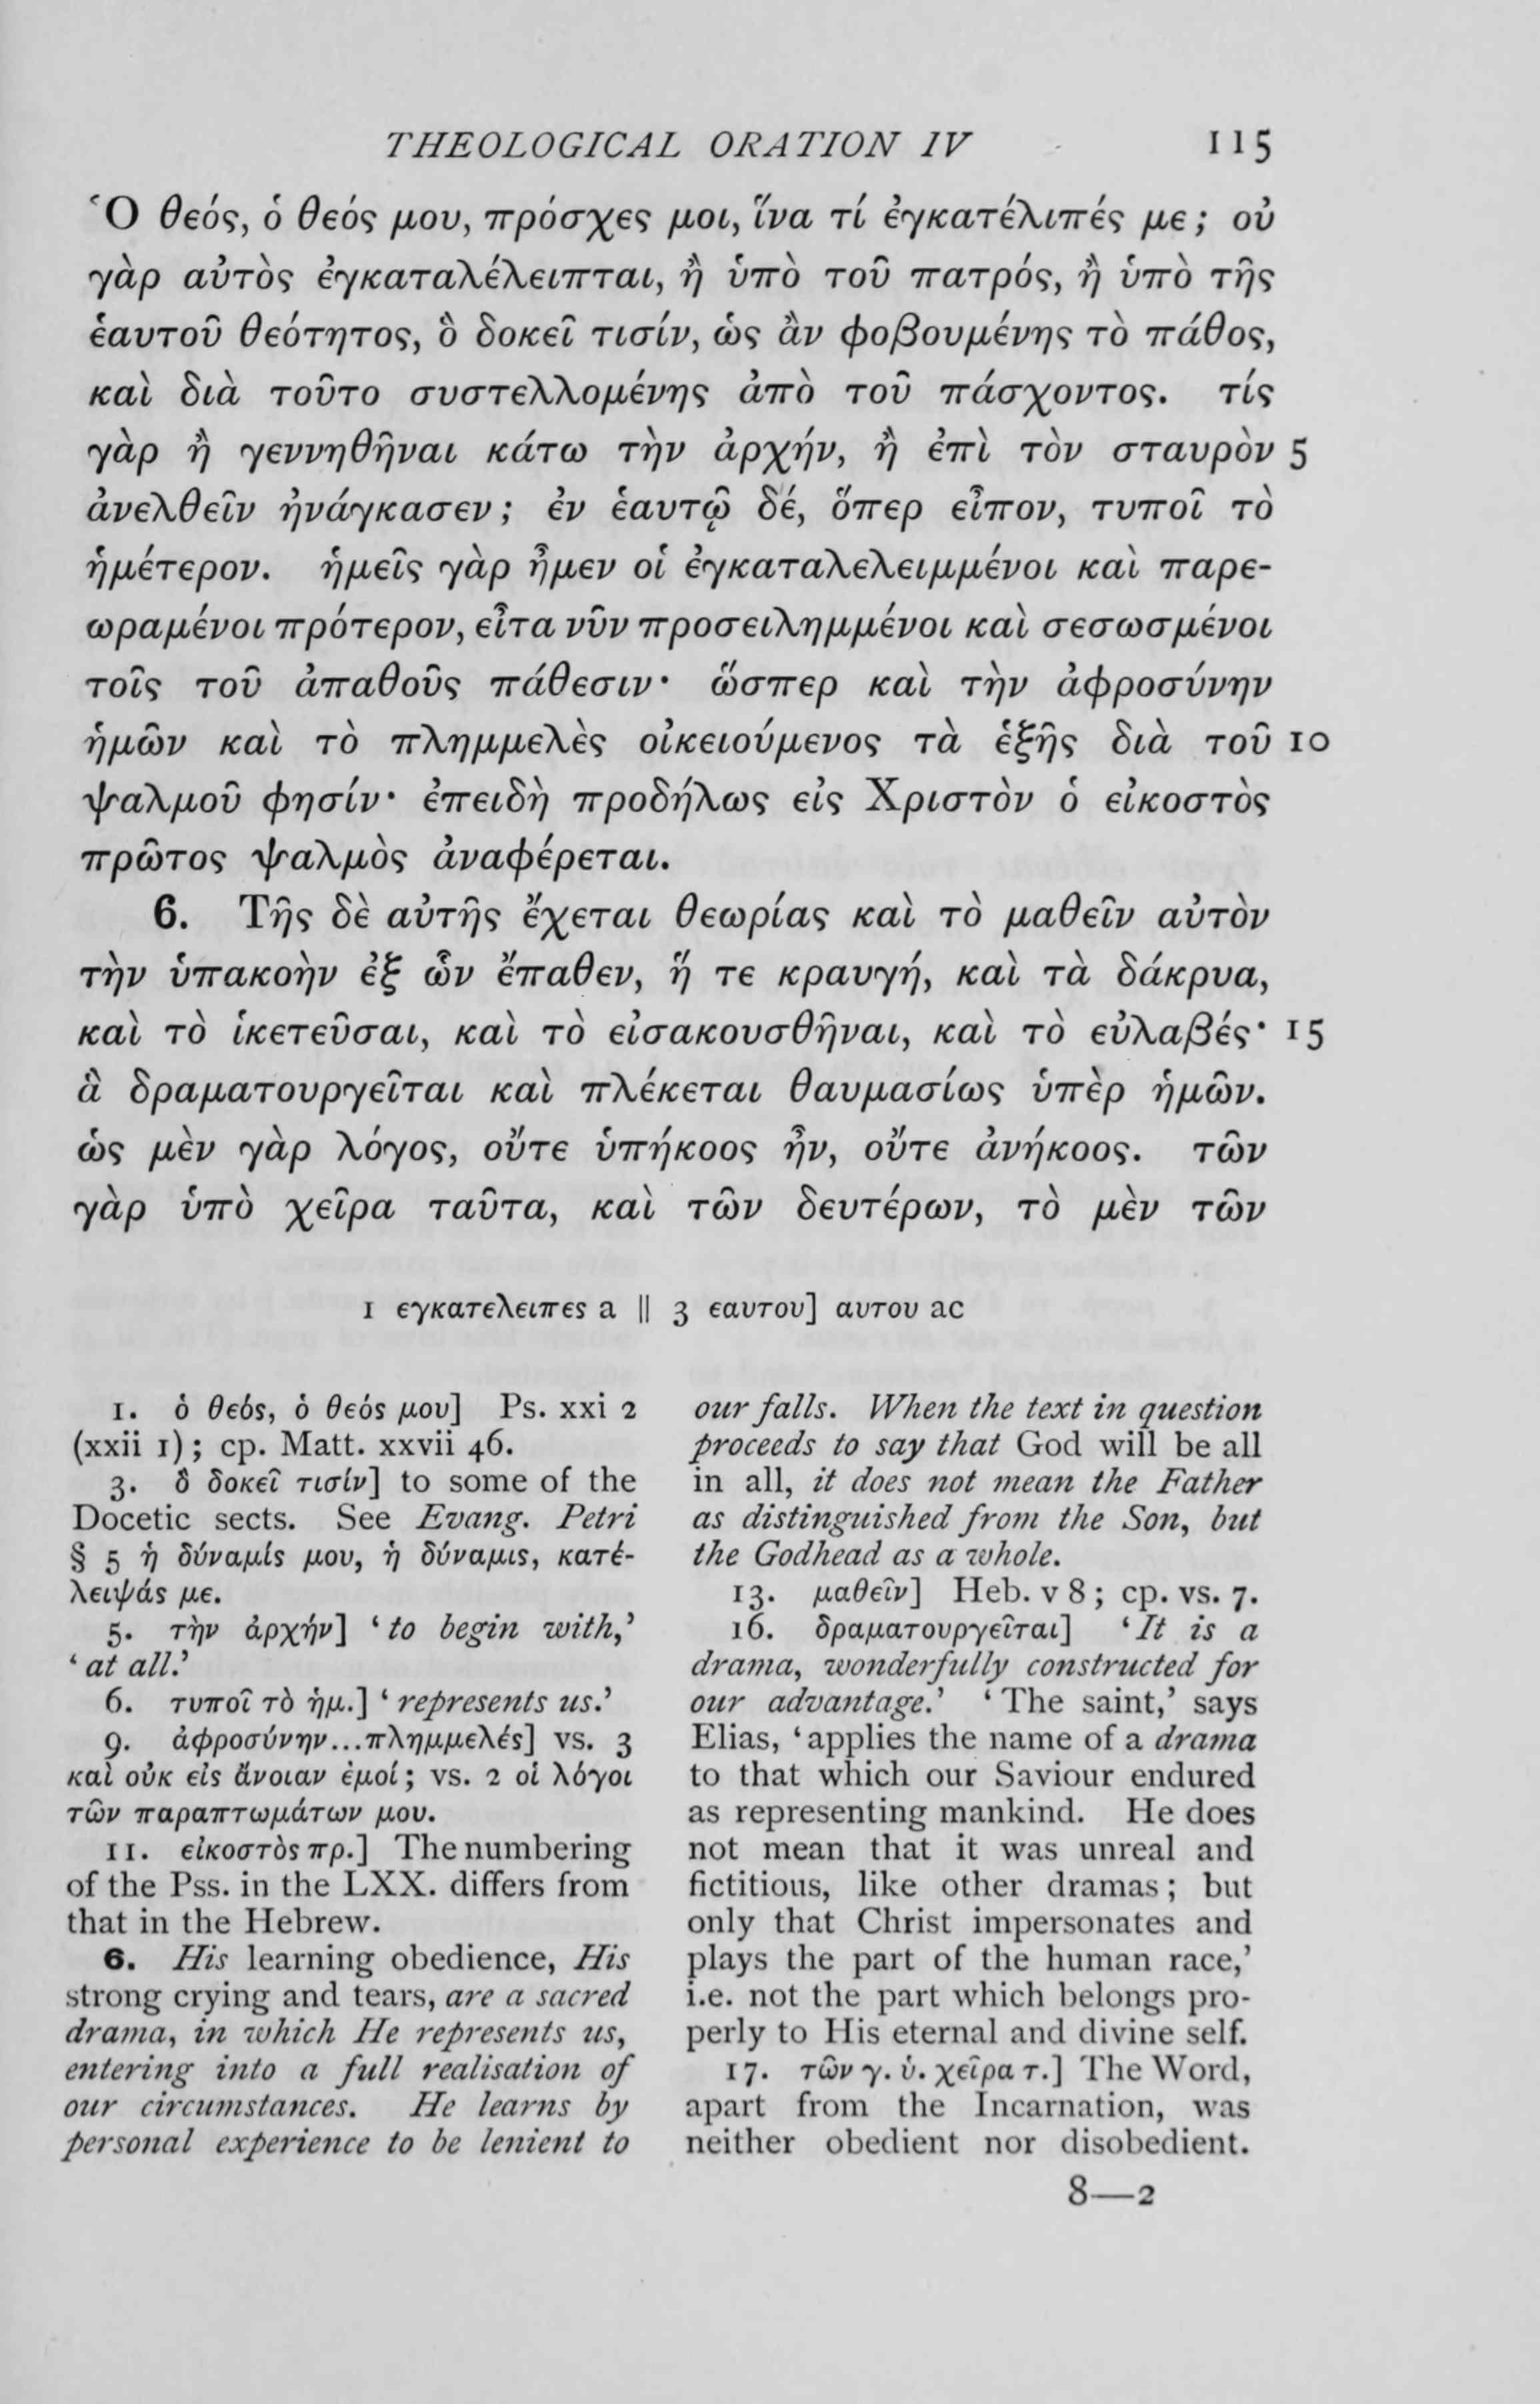 THEOLOGICAL ORATION IV 115
Ὁ θεός, ὁ θεός μου, πρόσχες μοι, ἵνα τί ἐγκατέλιπές με; οὐ
γὰρ αὐτὸς ἐγκαταλέλειπται, ἢ ὑπὸ τοῦ πατρός, ἢ ὑπὸ τῆς
ἑαυτοῦ θεότητος, ὃ δοκεῖ τισίν, ὡς ἂν φοβουμένης τὸ πάθος,
καὶ διὰ τοῦτο συστελλομένης ἀπὸ τοῦ πάσχοντος. τίς
γὰρ ἢ γεννηθῆναι κάτω τὴν ἀρχήν, ἢ ἐπὶ τὸν σταυρὸν 5
ἀνελθεῖν ἠνάγκασεν; ἐν ἑαυτῷ δέ, ὅπερ εἶπον, τυποῖ τὸ
ἡμέτερον. ἡμεῖς γὰρ ἦμεν οἱ ἐγκαταλελειμμένοι καὶ παρε-
ωραμένοι πρότερον, εἶτα νῦν προσειλημμένοι καὶ σεσωσμένοι
τοῖς τοῦ ἀπαθοῦς πάθεσιν· ὥσπερ καὶ τὴν ἀφροσύνην
ἡμῶν καὶ τὸ πλημμελὲς οἰκειούμενος τὰ ἑξῆς διὰ τοῦ 10
ψαλμοῦ φησίν· ἐπειδὴ προδήλως εἰς Χριστὸν ὁ εἰκοστὸς
πρῶτος ψαλμὸς ἀναφέρεται.
6. Τῆς δὲ αὐτῆς ἔχεται θεωρίας καὶ τὸ μαθεῖν αὐτὸν
τὴν ὑπακοὴν ἐξ ὧν ἔπαθεν, ἥ τε κραυγή, καὶ τὰ δάκρυα,
καὶ τὸ ἱκετεῦσαι, καὶ τὸ εἰσακουσθῆναι, καὶ τὸ εὐλαβές· 15
ἃ δραματουργεῖται καὶ πλέκεται θαυμασίως ὑπὲρ ἡμῶν.
ὡς μὲν γὰρ λόγος, οὔτε ὑπήκοος ἦν, οὔτε ἀνήκοος. τῶν
γὰρ ὑπὸ χεῖρα ταῦτα, καὶ τῶν δευτέρων, τὸ μὲν τῶν
1 εγκατελειπες a || 3 εαυτου] αυτου ac
1. ὁ θεός, ὁ θεός μου] Ps. xxi 2
(xxii 1); cp. Matt. xxvii 46.
3. ὃ δοκεῖ τισίν] to some of the
Docetic sects. See Evang. Petri
§ 5 ἡ δύναμίς μου, ἡ δύναμις, κατέ-
λειψάς με.
5. τὴν ἀρχήν] ‘to begin with,’
‘at all.’
6. τυποῖ τὸ ἡμ.] ‘represents us.’
9. ἀφροσύνην...πλημμελές] vs. 3
καὶ οὐκ εἰς ἄνοιαν ἐμοί; vs. 2 οἱ λόγοι
τῶν παραπτωμάτων μου.
11. εἰκοστὸς πρ.] The numbering
of the Pss. in the LXX. differs from
that in the Hebrew.
6. His learning obedience, His
strong crying and tears, are a sacred
drama, in which He represents us,
entering into a full realisation of
our circumstances. He learns by
personal experience to be lenient to
our falls. When the text in question
proceeds to say that God will be all
in all, it does not mean the Father
as distinguished from the Son, but
the Godhead as a whole.
13. μαθεῖν] Heb. v 8; cp. vs. 7.
16. δραματουργεῖται] ‘It is a
drama, wonderfully constructed for
our advantage.’ ‘The saint,’ says
Elias, ‘applies the name of a drama
to that which our Saviour endured
as representing mankind. He does
not mean that it was unreal and
fictitious, like other dramas; but
only that Christ impersonates and
plays the part of the human race,’
i.e. not the part which belongs pro-
perly to His eternal and divine self.
17. τῶν γ. ὑ. χεῖρα τ.] The Word,
apart from the Incarnation, was
neither obedient nor disobedient.
8—2